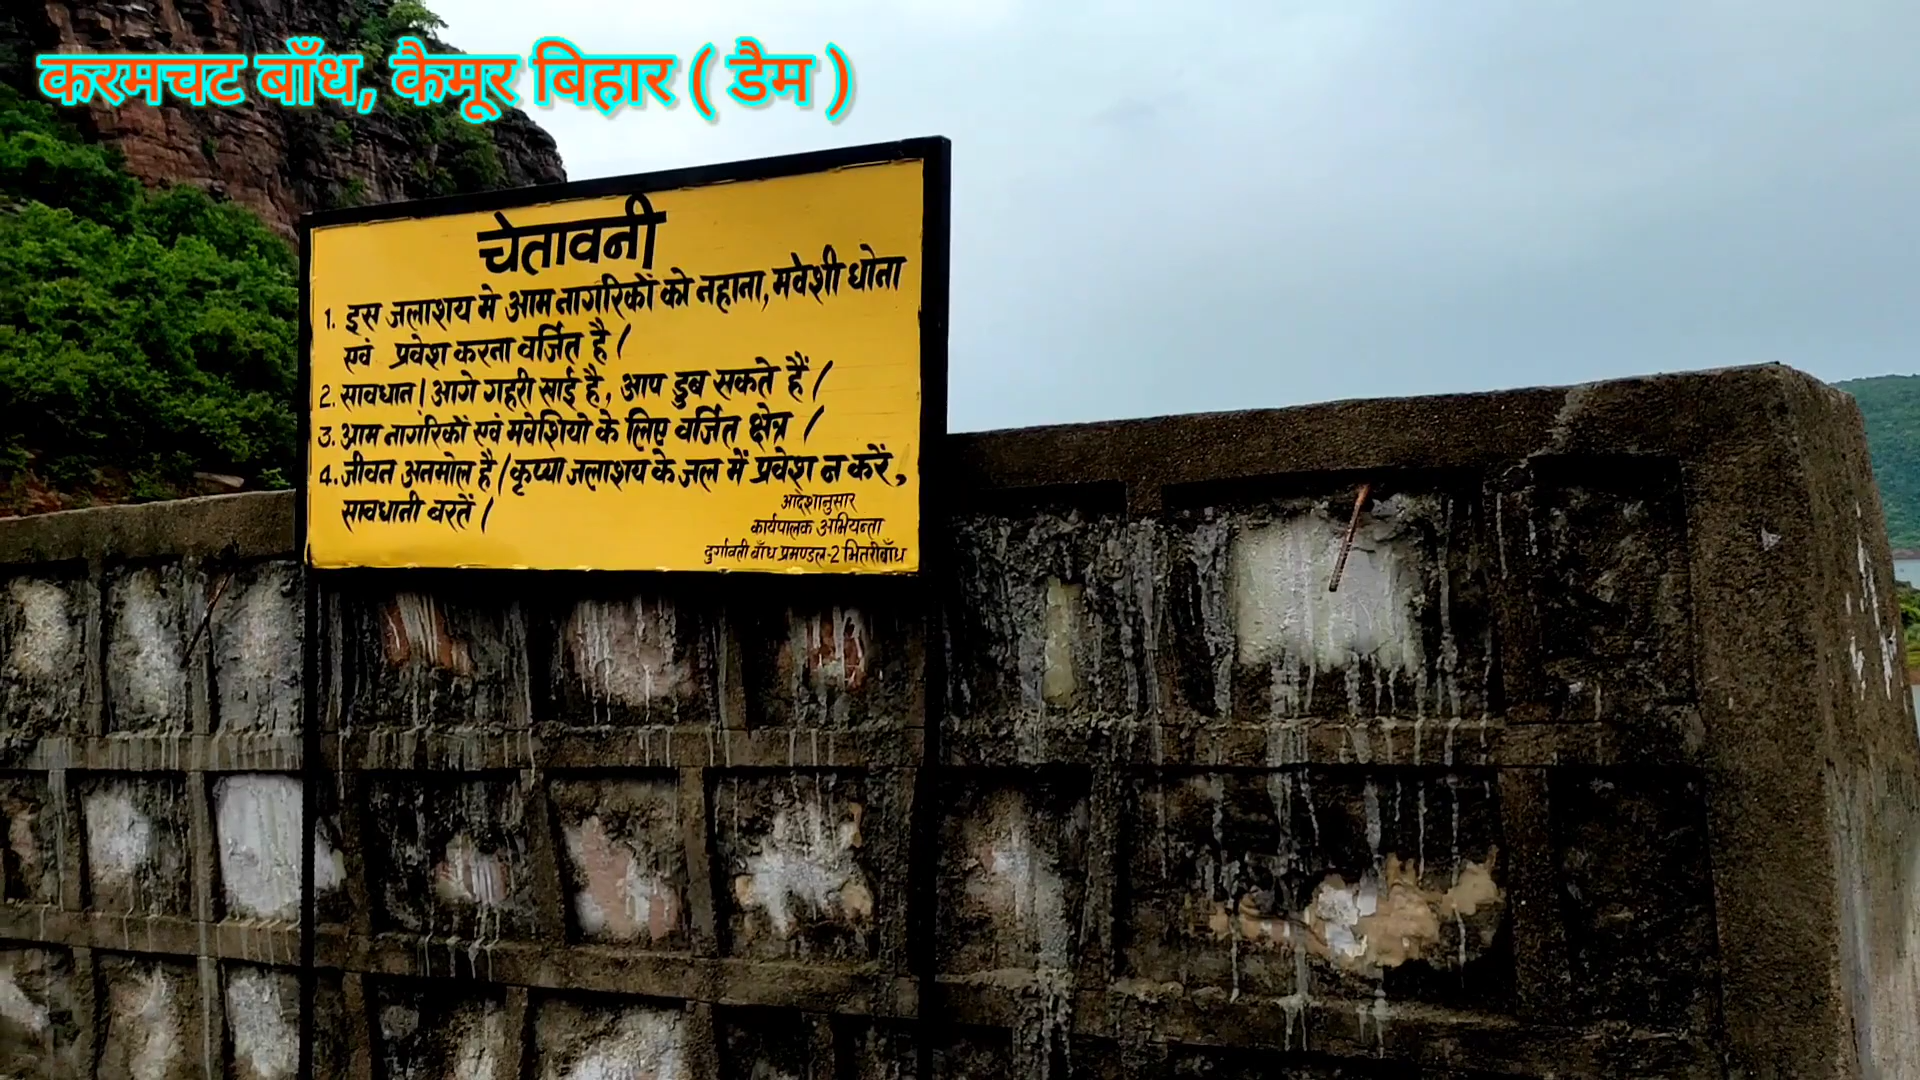 करमचट बाँध, कैमूर बिहार ( डैम )
चेतावनी
1. इस जलाशय मे आम नागरिकों को नहाना, मवेशी धोना
एवं प्रवेश करना वर्जित है।
2. सावधान। आगे गहरी खाई है, आप डुब सकते हैं।
3. आम नागरिकों एवं मवेशियो के लिए वर्जित क्षेत्र ।
4. जीवन अनमोल है। कृप्या जलाशय के जल में प्रवेश न करें,
सावधानी बरतें।
आदेशानुसार
कार्यपालक अभियन्ता
दुर्गावती बाँध प्रमण्डल-2 भितरीबाँध